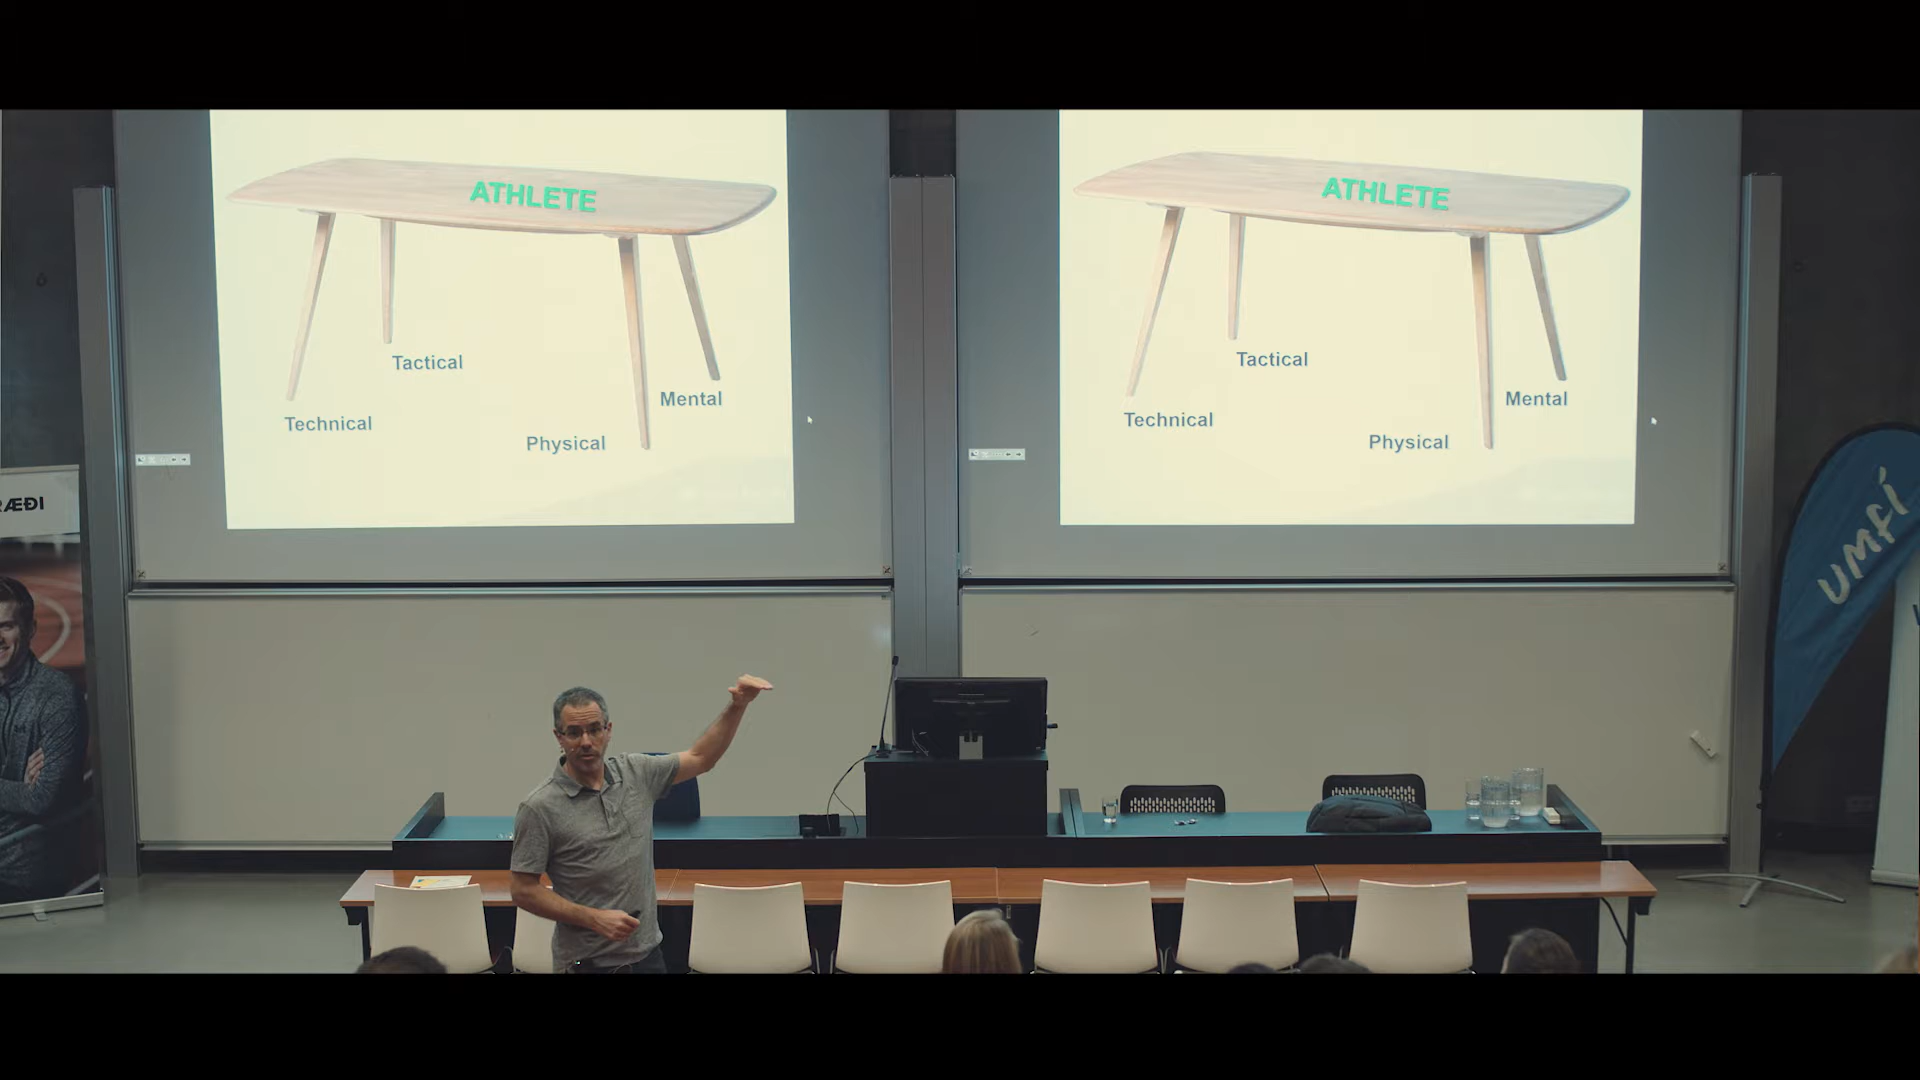 ATHLETE
Tactical
Mental
Technical
Physical
ATHLETE
Tactical
Mental
Technical
Physical
RÆÐI
umfí